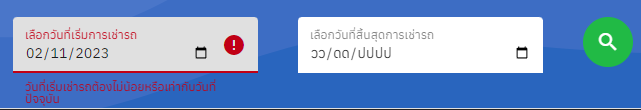 เลือกวันที่เริ่มการเช่ารถ
02/11/2023
วันที่เริ่มเช่ารถต้องไม่น้อยหรือเท่ากับวันที่
ปัจจุบัน
เลือกวันที่สิ้นสุดการเช่ารถ
วว/ดด/ปปปป